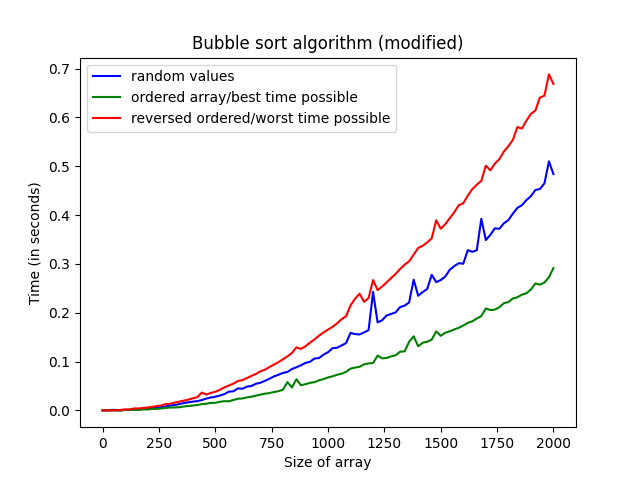 Bubble sort algorithm (modified)
random values
ordered array/best time possible
reversed ordered/worst time possible
Time (in seconds)
0.7
0.6
0.5
0.4
0.3
0.2
0.1
0.0
0 250 500 750 1000 1250 1500 1750 2000
Size of array